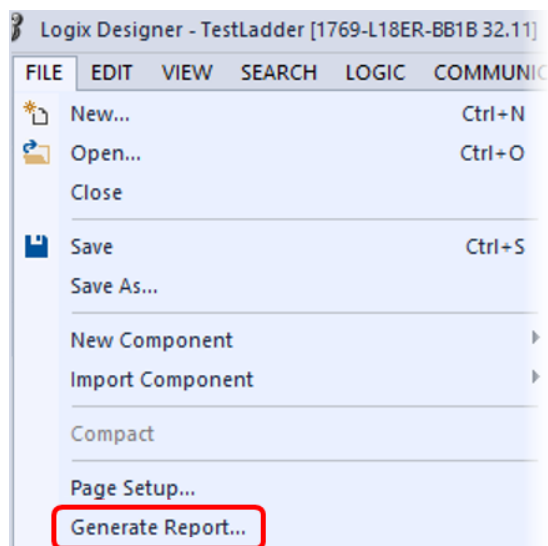 Logix Designer - TestLadder [1769-L18ER-BB1B 32.11]
FILE EDIT VIEW SEARCH LOGIC COMMUNIC
New... Ctrl+N
Open... Ctrl+O
Close
Save Ctrl+S
Save As...
New Component
Import Component
Compact
Page Setup...
Generate Report...